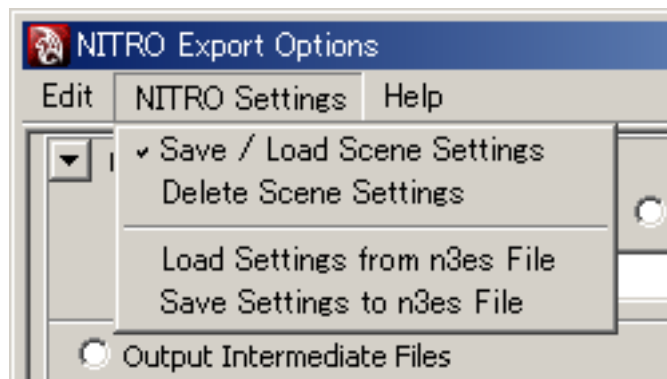 NITRO Export Options
Edit NITRO Settings Help
Save / Load Scene Settings
Delete Scene Settings
Load Settings from n3es File
Save Settings to n3es File
Output Intermediate Files